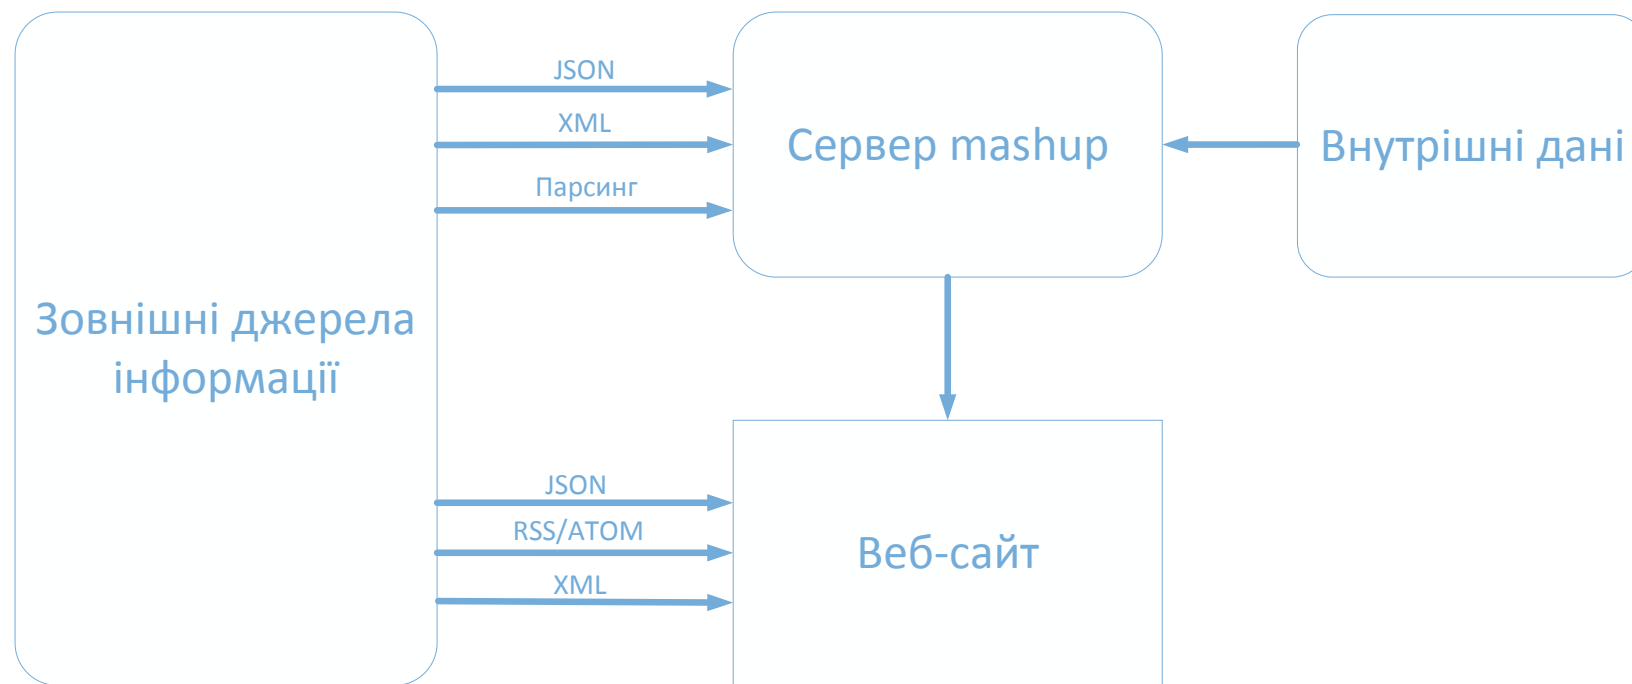 JSON
XML
Парсинг
Сервер mashup
Внутрішні дані
Зовнішні джерела
інформації
JSON
RSS/ATOM
XML
Веб-сайт